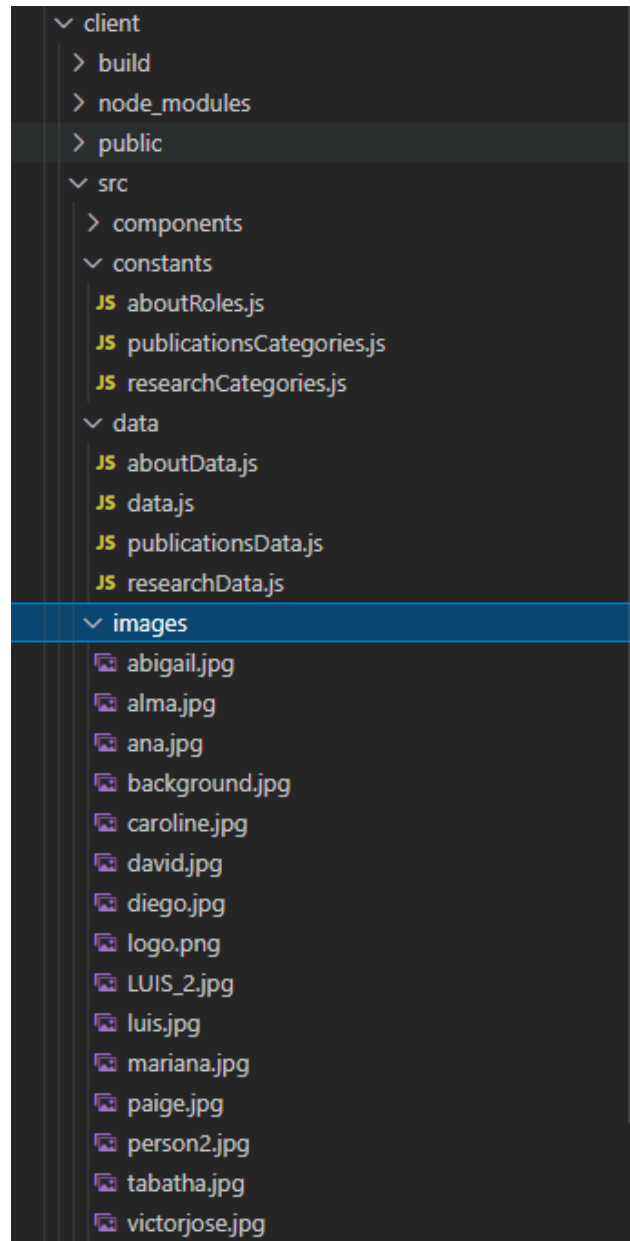 client
build
node_modules
public
src
components
constants
JS aboutRoles.js
JS publicationsCategories.js
JS researchCategories.js
data
JS aboutData.js
JS data.js
JS publicationsData.js
JS researchData.js
images
abigail.jpg
alma.jpg
ana.jpg
background.jpg
caroline.jpg
david.jpg
diego.jpg
logo.png
LUIS_2.jpg
luis.jpg
mariana.jpg
paige.jpg
person2.jpg
tabatha.jpg
victorjose.jpg